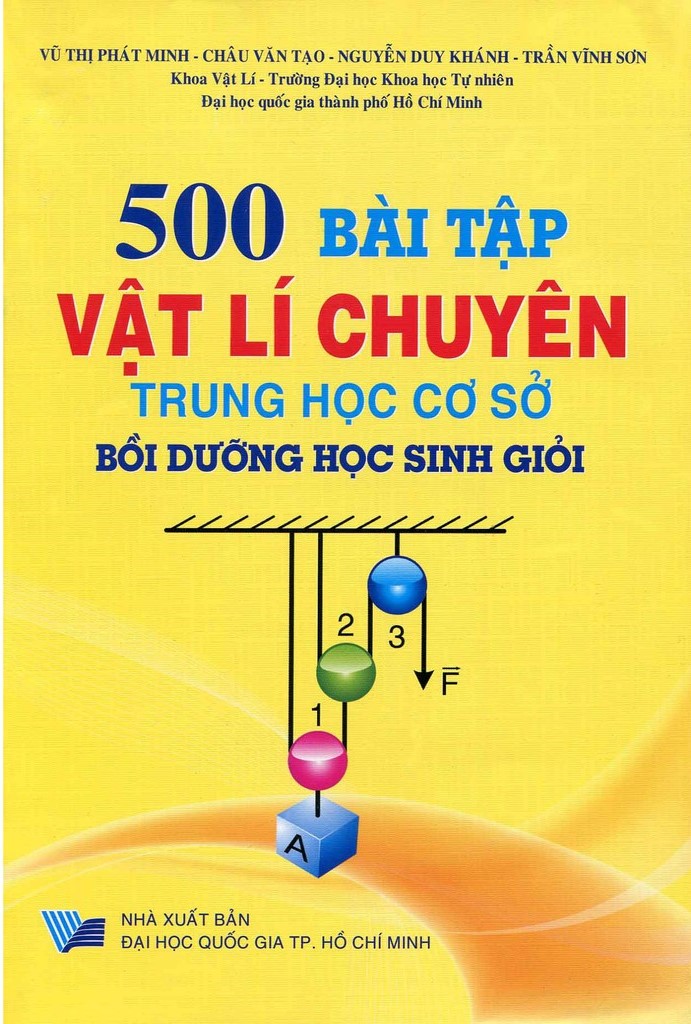 VŨ THỊ PHÁT MINH - CHÂU VĂN TẠO - NGUYỄN DUY KHÁNH - TRẦN VĨNH SƠN
Khoa Vật Lí - Trường Đại học Khoa học Tự nhiên
Đại học quốc gia thành phố Hồ Chí Minh
500 BÀI TẬP
VẬT LÍ CHUYÊN
TRUNG HỌC CƠ SỞ
BỒI DƯỠNG HỌC SINH GIỎI
2
3
F
1
A
NHÀ XUẤT BẢN
ĐẠI HỌC QUỐC GIA TP. HỒ CHÍ MINH